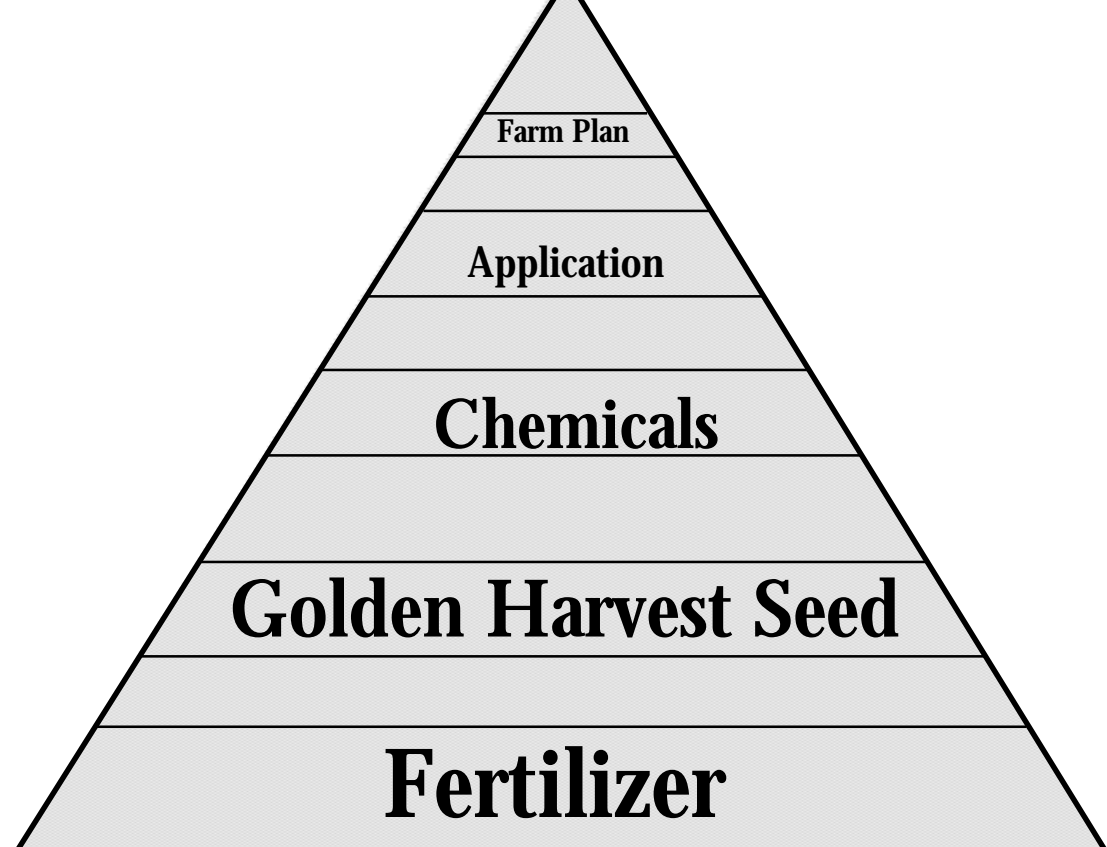 Farm Plan
Application
Chemicals
Golden Harvest Seed
Fertilizer